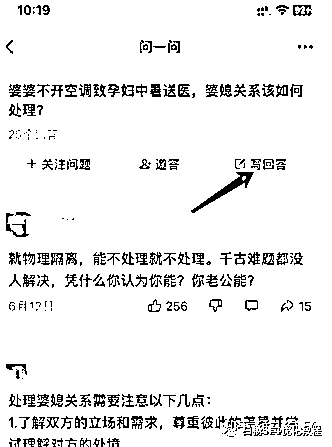 10:19
问一问
婆婆不开空调致孕妇中暑送医，婆媳关系该如何
处理？
关注问题 邀答 写回答
就物理隔离，能不处理就不处理。千古难题都没
人解决，凭什么你认为你能？你老公能？
6月12日 256 15
处理婆媳关系需要注意以下几点：
1.了解双方的立场和需求，尊重彼此的
试理解对方的处境